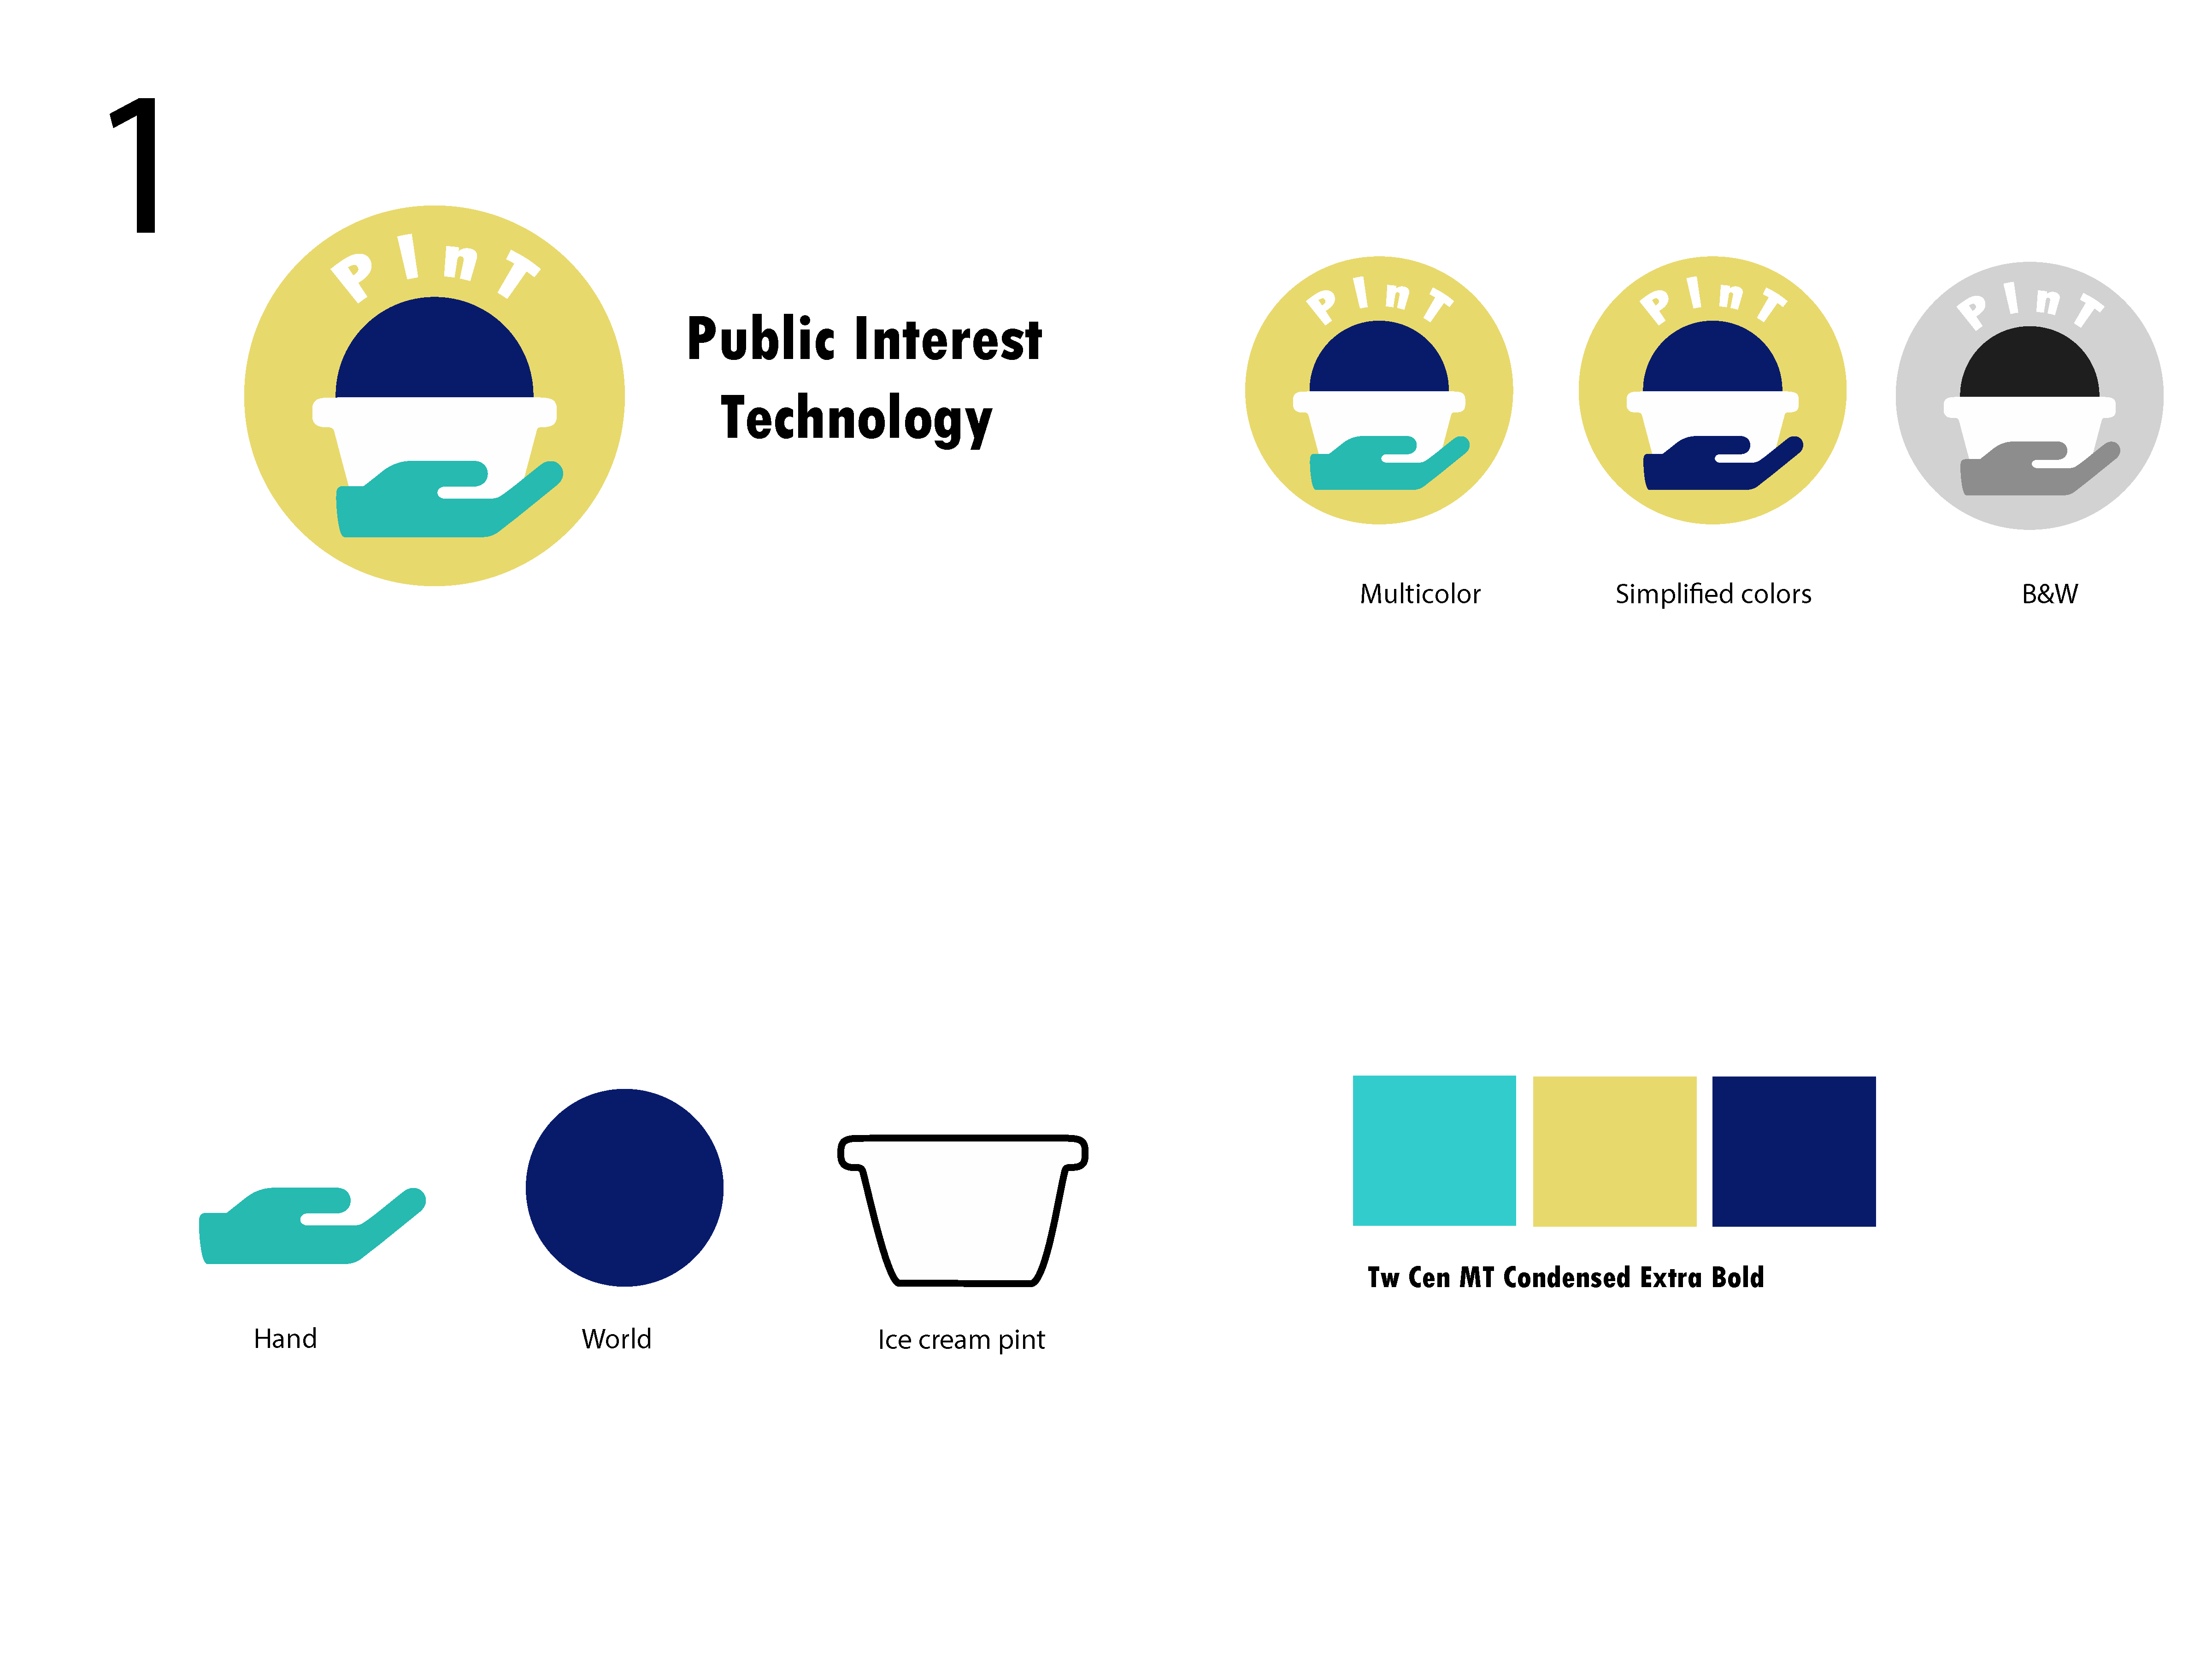 1
PInT
Public Interest
Technology
PInT
PInT
PInT
Multicolor
Simplified colors
B&W
Hand
World
Ice cream pint
Tw Cen MT Condensed Extra Bold